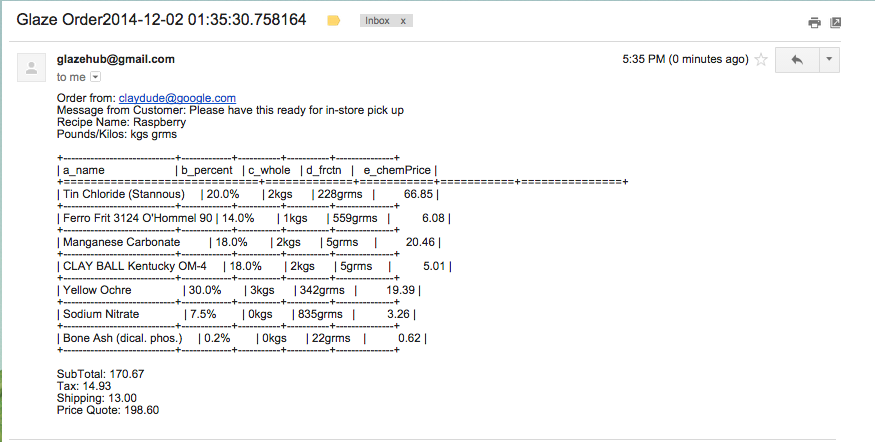 Glaze Order2014-12-02 01:35:30.758164 Inbox x
glazehub@gmail.com 5:35 PM (0 minutes ago)
to me
Order from: claydude@google.com
Message from Customer: Please have this ready for in-store pick up
Recipe Name: Raspberry
Pounds/Kilos: kgs grms
+----------------------------+-------------+-----------+-----------+---------------+
| a_name | b_percent | c_whole | d_frctn | e_chemPrice |
+============================+=============+===========+===========+===============+
| Tin Chloride (Stannous) | 20.0% | 2kgs | 228grms | 66.85 |
+----------------------------+-------------+-----------+-----------+---------------+
| Ferro Frit 3124 O'Hommel 90 | 14.0% | 1kgs | 559grms | 6.08 |
+----------------------------+-------------+-----------+-----------+---------------+
| Manganese Carbonate | 18.0% | 2kgs | 5grms | 20.46 |
+----------------------------+-------------+-----------+-----------+---------------+
| CLAY BALL Kentucky OM-4 | 18.0% | 2kgs | 5grms | 5.01 |
+----------------------------+-------------+-----------+-----------+---------------+
| Yellow Ochre | 30.0% | 3kgs | 342grms | 19.39 |
+----------------------------+-------------+-----------+-----------+---------------+
| Sodium Nitrate | 7.5% | 0kgs | 835grms | 3.26 |
+----------------------------+-------------+-----------+-----------+---------------+
| Bone Ash (dical. phos.) | 0.2% | 0kgs | 22grms | 0.62 |
+----------------------------+-------------+-----------+-----------+---------------+
SubTotal: 170.67
Tax: 14.93
Shipping: 13.00
Price Quote: 198.60